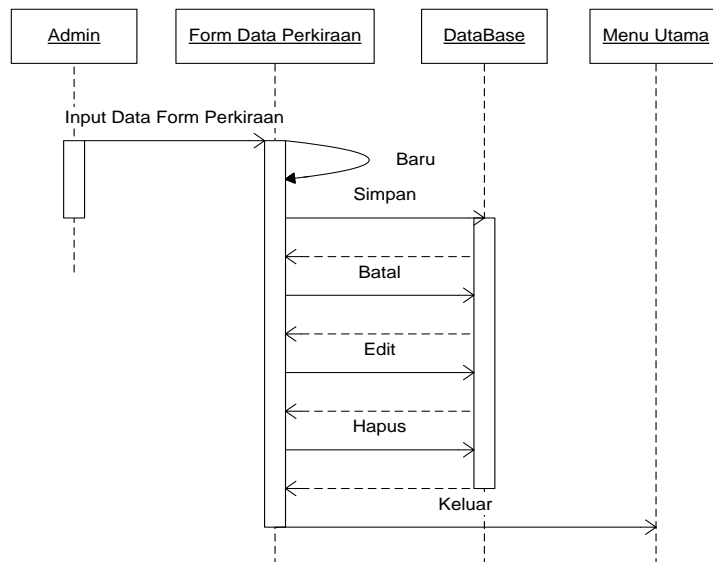 Admin
Form Data Perkiraan
DataBase
Menu Utama
Input Data Form Perkiraan
Baru
Simpan
Batal
Edit
Hapus
Keluar